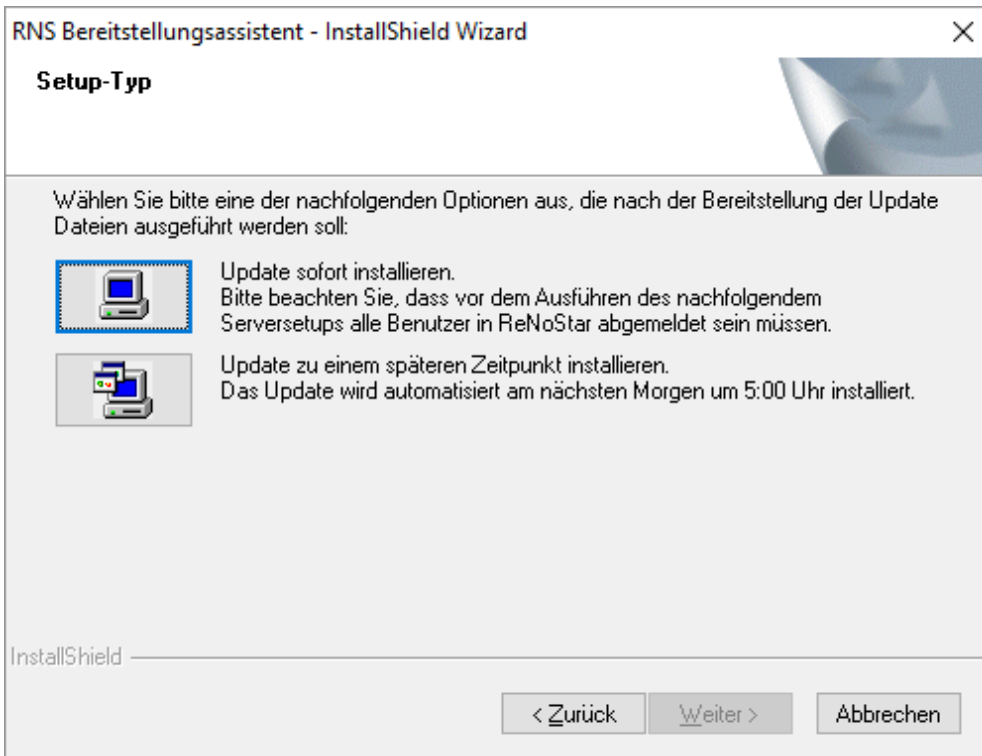 RNS Bereitstellungsassistent - InstallShield Wizard
Setup-Typ
Wählen Sie bitte eine der nachfolgenden Optionen aus, die nach der Bereitstellung der Update
Dateien ausgeführt werden soll:
Update sofort installieren.
Bitte beachten Sie, dass vor dem Ausführen des nachfolgendem
Serversetups alle Benutzer in ReNoStar abgemeldet sein müssen.
Update zu einem späteren Zeitpunkt installieren.
Das Update wird automatisiert am nächsten Morgen um 5:00 Uhr installiert.
InstallShield
< Zurück Weiter > Abbrechen